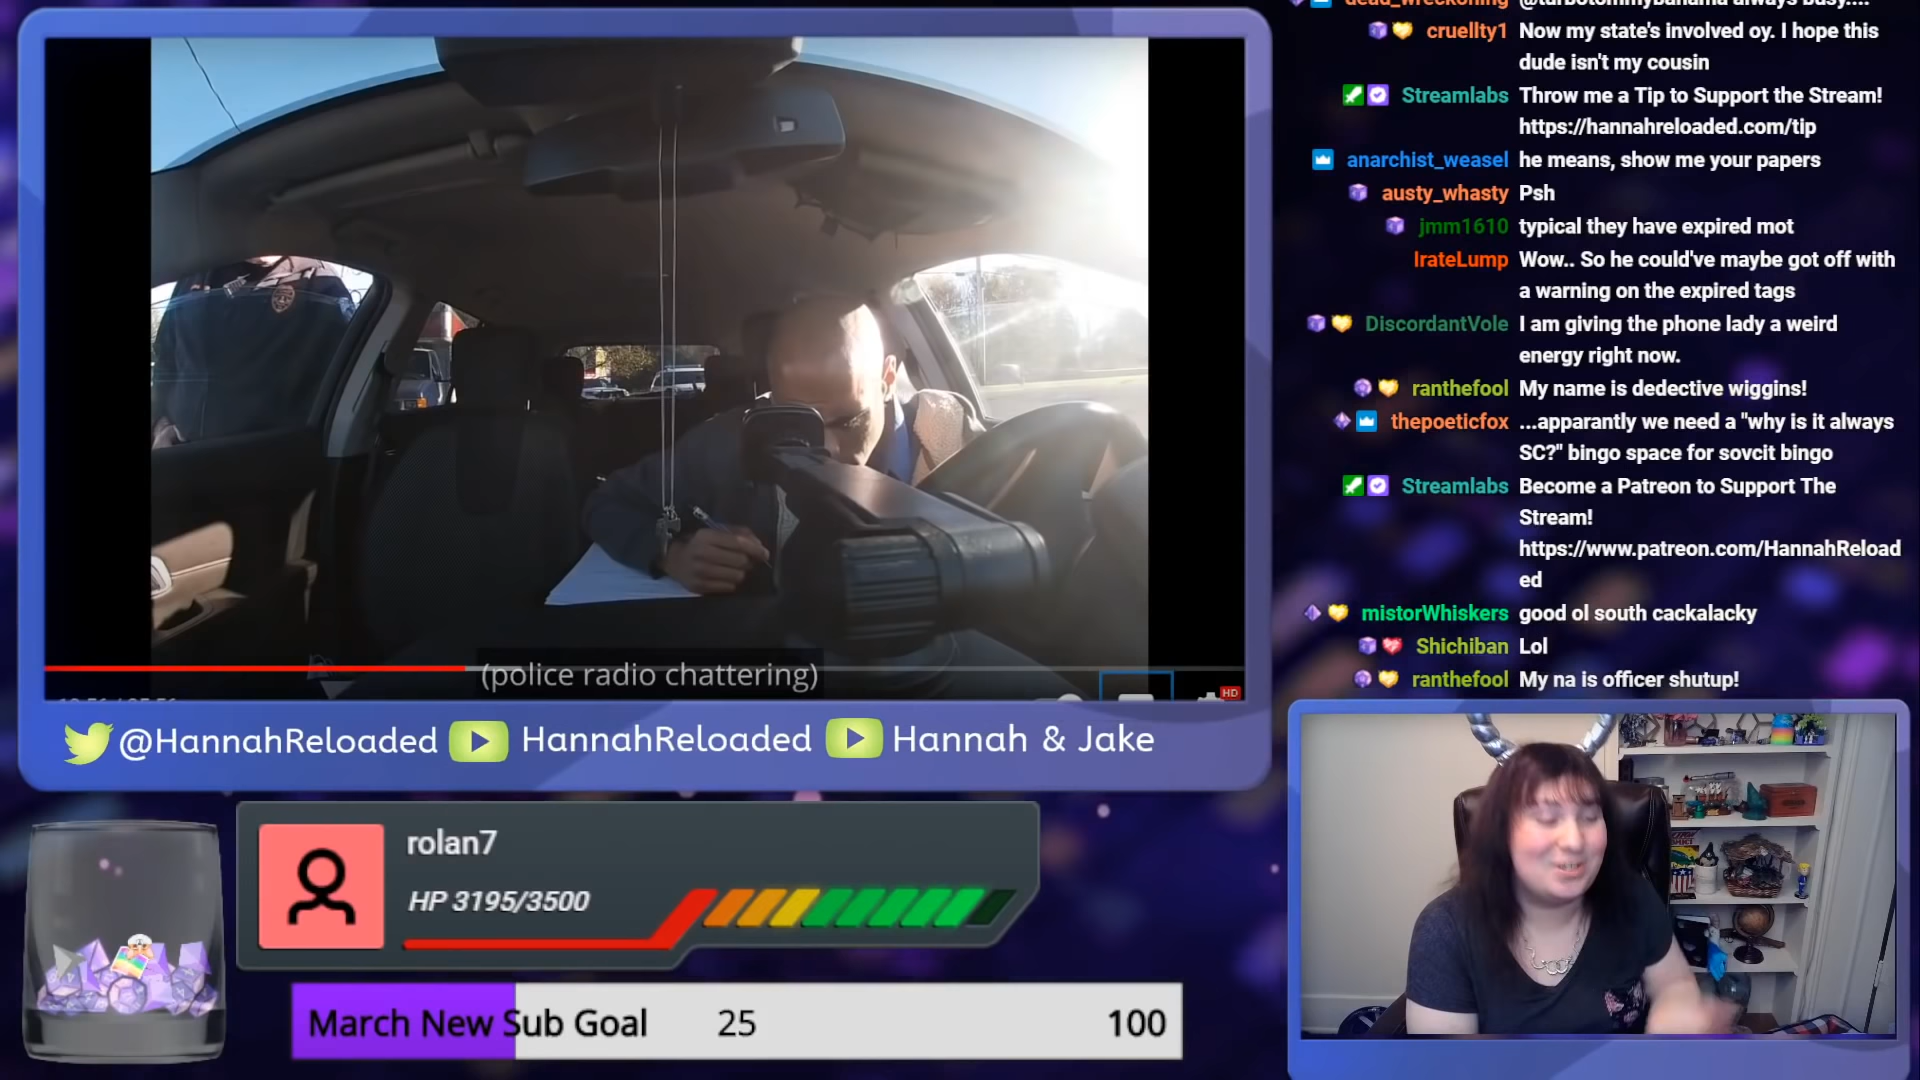 dead_wreckoning @turbotommybahama always busy....
cruellty1 Now my state's involved oy. I hope this
dude isn't my cousin
Streamlabs Throw me a Tip to Support the Stream!
https://hannahreloaded.com/tip
anarchist_weasel he means, show me your papers
austy_whasty Psh
jmm1610 typical they have expired mot
IrateLump Wow.. So he could've maybe got off with
a warning on the expired tags
DiscordantVole I am giving the phone lady a weird
energy right now.
ranthefool My name is dedective wiggins!
thepoeticfox ...apparantly we need a "why is it always
SC?" bingo space for sovcit bingo
Streamlabs Become a Patreon to Support The
Stream!
https://www.patreon.com/HannahReload
ed
mistorWhiskers good ol south cackalacky
Shichiban Lol
ranthefool My na is officer shutup!
(police radio chattering)
HD
@HannahReloaded HannahReloaded Hannah & Jake
rolan7
HP 3195/3500
March New Sub Goal 25 100